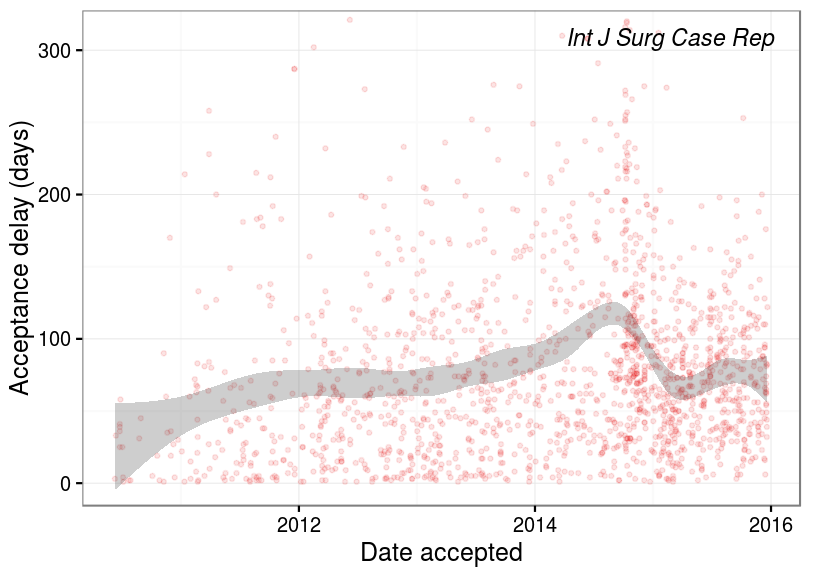 Int J Surg Case Rep
300
200
100
0
Acceptance delay (days)
2012 2014 2016
Date accepted